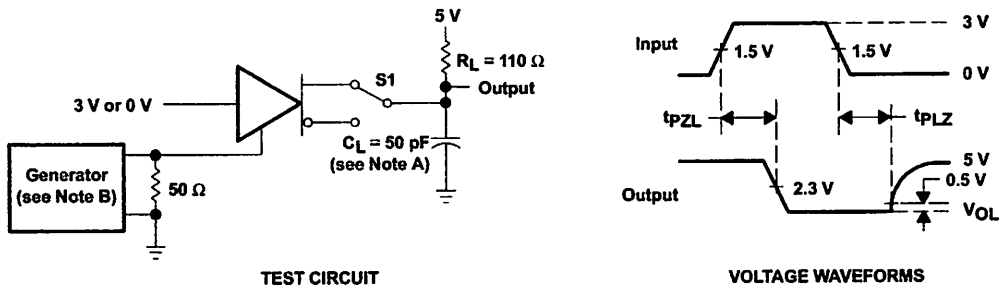 5 V
RL = 110 Ω
S1
Output
3 V or 0 V
CL = 50 pF
(see Note A)
Generator
(see Note B)
50 Ω
TEST CIRCUIT
3 V
Input
1.5 V
1.5 V
0 V
tPZL
tPLZ
5 V
Output
2.3 V
0.5 V
VOL
VOLTAGE WAVEFORMS